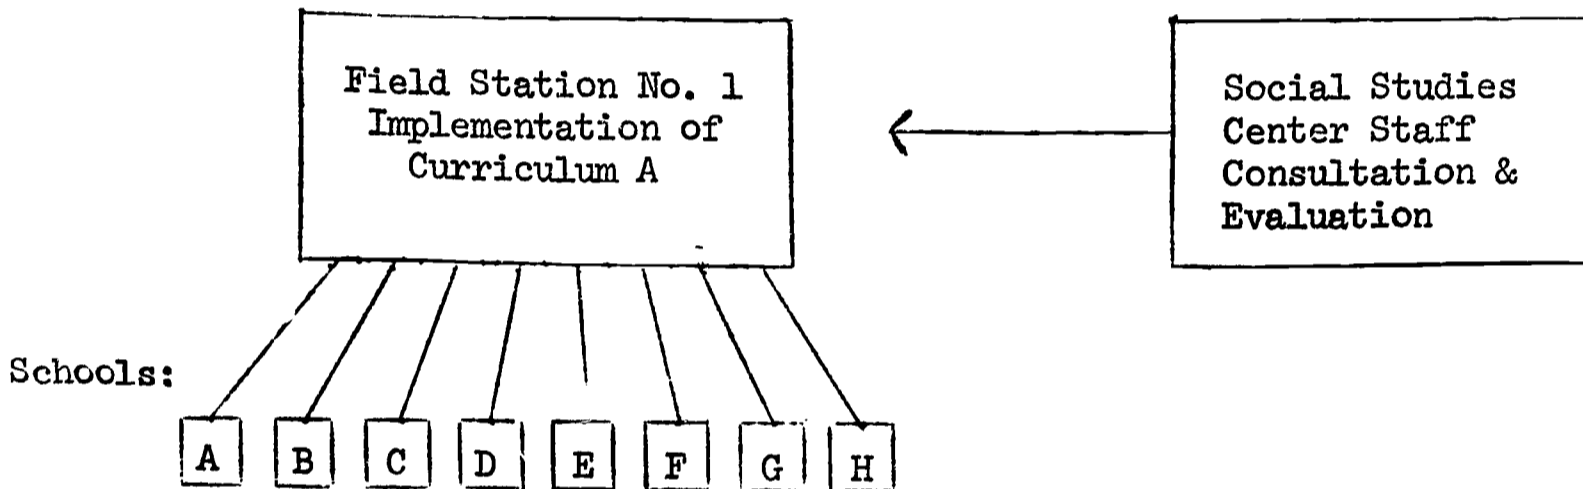 Field Station No. 1
Implementation of
Curriculum A
Social Studies
Center Staff
Consultation &
Evaluation
Schools:
A B C D E F G H